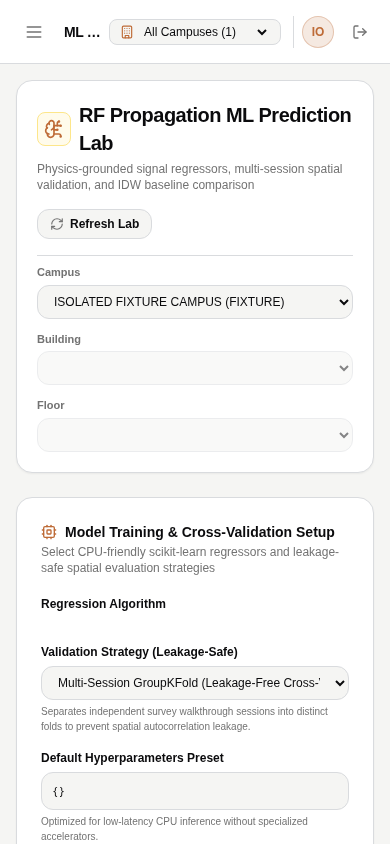 ML ...
All Campuses (1)
IO
RF Propagation ML Prediction
Lab
Physics-grounded signal regressors, multi-session spatial
validation, and IDW baseline comparison
Refresh Lab
Campus
ISOLATED FIXTURE CAMPUS (FIXTURE)
Building
Floor
Model Training & Cross-Validation Setup
Select CPU-friendly scikit-learn regressors and leakage-
safe spatial evaluation strategies
Regression Algorithm
Validation Strategy (Leakage-Safe)
Multi-Session GroupKFold (Leakage-Free Cross-
Separates independent survey walkthrough sessions into distinct
folds to prevent spatial autocorrelation leakage.
Default Hyperparameters Preset
{}
Optimized for low-latency CPU inference without specialized
accelerators.